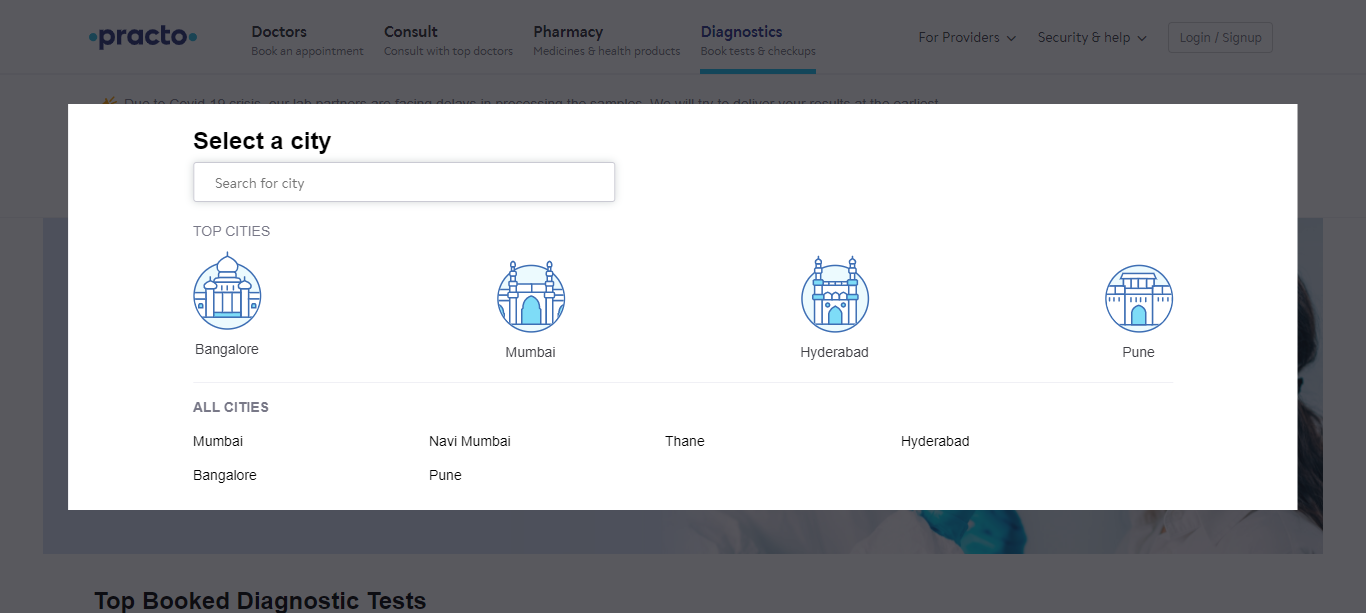 practo
Doctors
Book an appointment
Consult
Consult with top doctors
Pharmacy
Medicines & health products
Diagnostics
Book tests & checkups
For Providers
Security & help
Login / Signup
Due to Covid-19 crisis, our lab partners are facing delays in processing the samples. We will try to deliver your results at the earliest
Select a city
Search for city
TOP CITIES
Bangalore
Mumbai
Hyderabad
Pune
ALL CITIES
Mumbai Navi Mumbai Thane Hyderabad
Bangalore Pune
Top Booked Diagnostic Tests